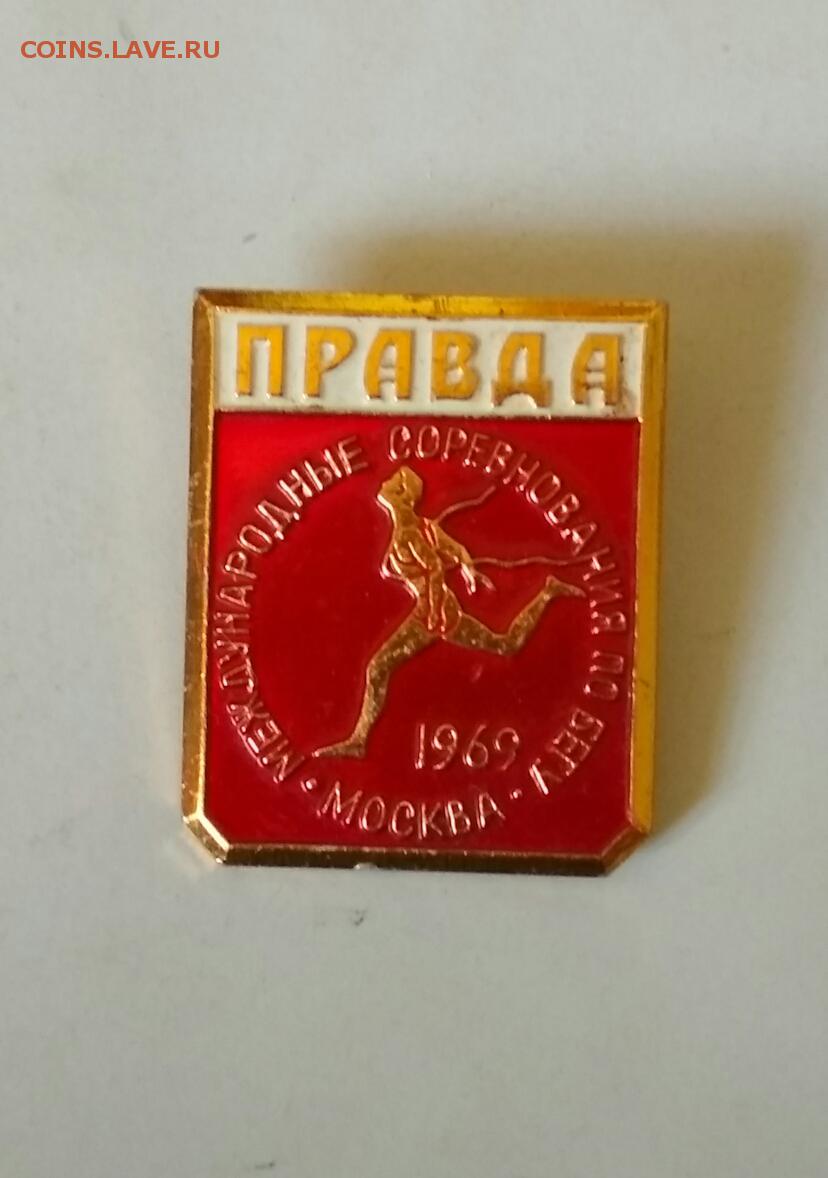 COINS.LAVE.RU
ПРАВДА
МЕЖДУНАРОДНЫЕ СОРЕВНОВАНИЯ ПО БЕГУ
1969
· МОСКВА ·